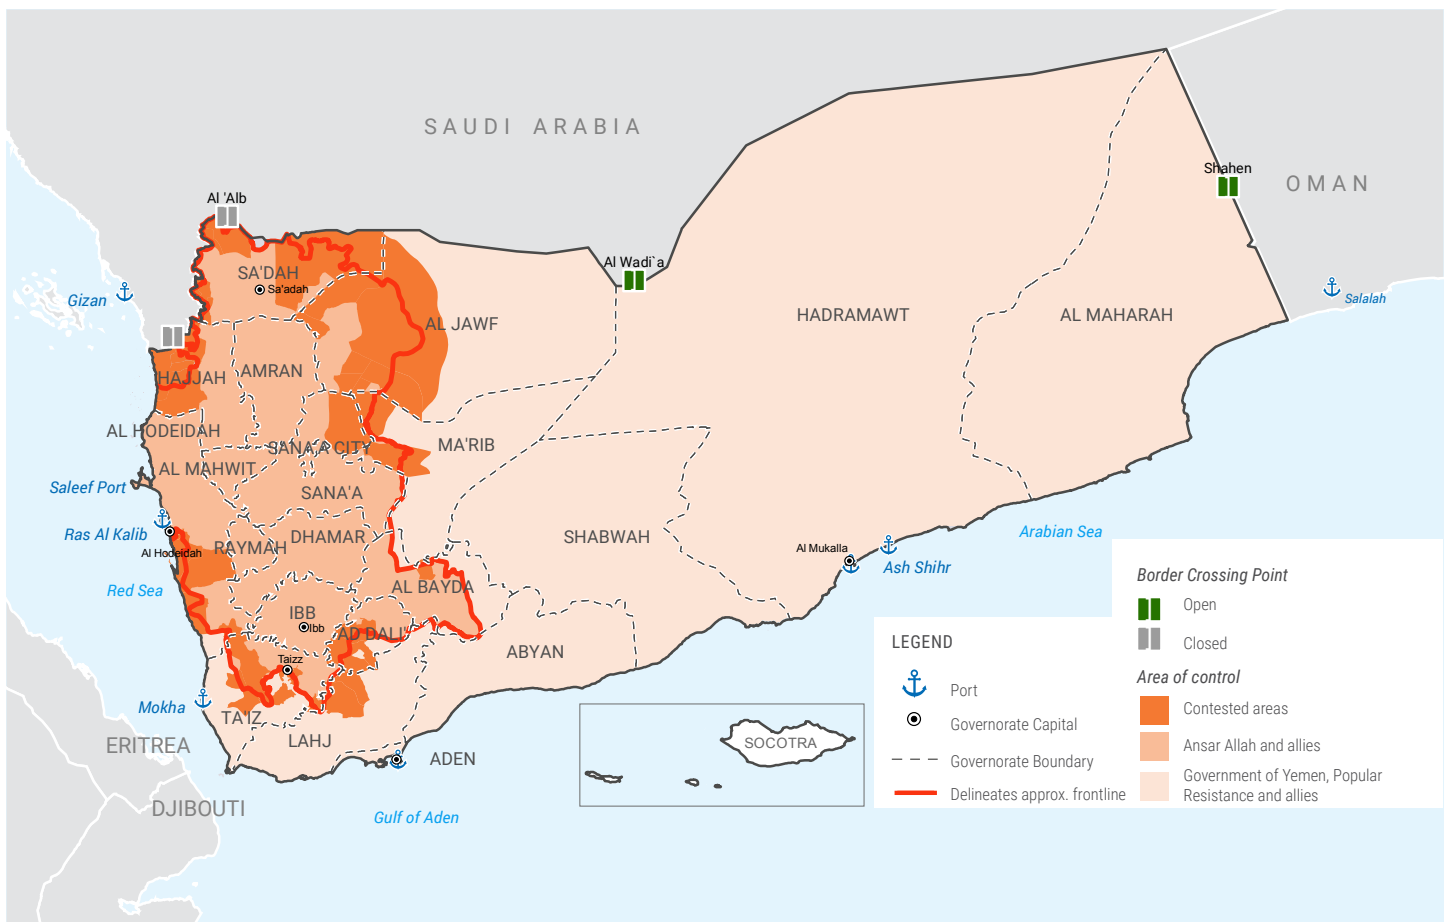 SAUDI ARABIA
OMAN
Shahen
Al 'Alb
Al Wadi`a
SA'DAH
Sa'adah
Gizan
Salalah
AL JAWF
HADRAMAWT
AL MAHARAH
HAJJAH
AMRAN
AL HODEIDAH
SANA'A CITY
MA'RIB
AL MAHWIT
Saleef Port
SANA'A
Ras Al Kalib
Al Hodeidah
RAYMAH
DHAMAR
SHABWAH
Arabian Sea
Al Mukalla
Ash Shihr
Red Sea
AL BAYDA
IBB
Ibb
AD DALI'
ABYAN
Taizz
Mokha
TA'IZ
LAHJ
ADEN
ERITREA
DJIBOUTI
Gulf of Aden
SOCOTRA
LEGEND
Port
Governorate Capital
Governorate Boundary
Delineates approx. frontline
Border Crossing Point
Open
Closed
Area of control
Contested areas
Ansar Allah and allies
Government of Yemen, Popular
Resistance and allies